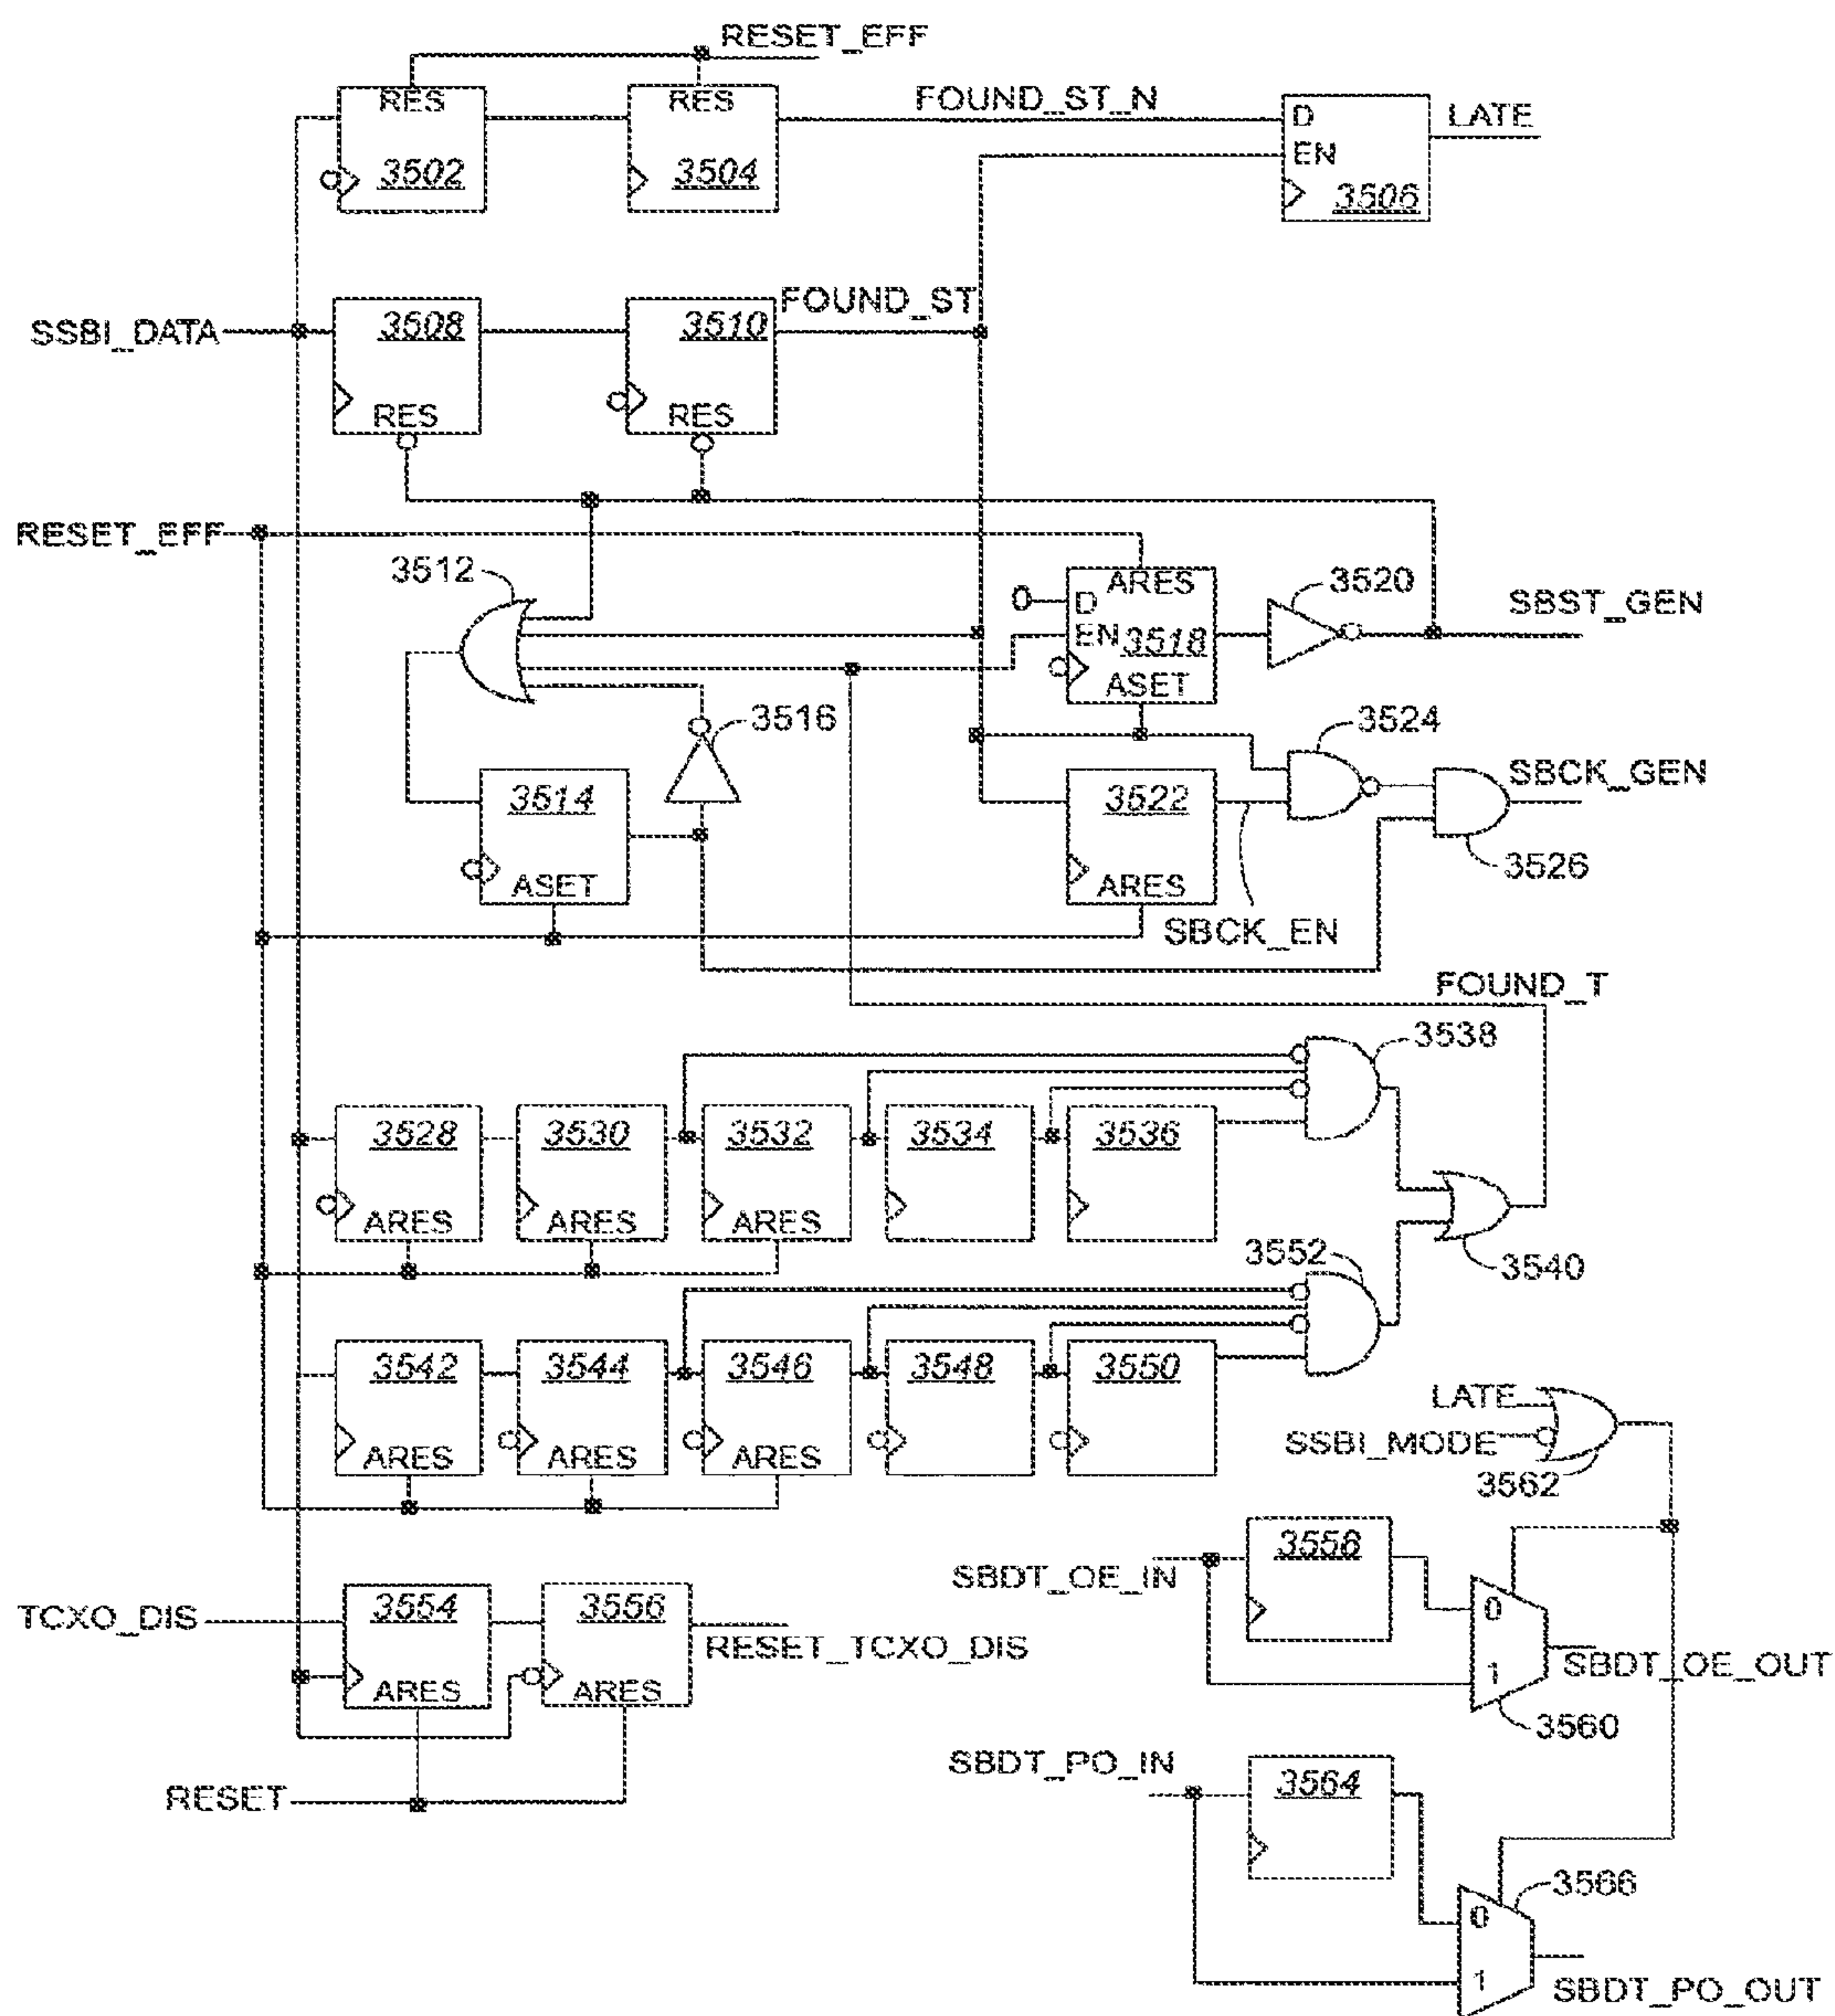 RESET_EFF
RES
3502
RES
3504
FOUND_ST_N
D
EN
3506
LATE
SSBI_DATA
3508
RES
3510
RES
FOUND_ST
RESET_EFF
3512
0
ARES
D
EN
3518
ASET
3520
SBST_GEN
3516
3524
3514
ASET
3522
ARES
SBCK_EN
SBCK_GEN
3526
FOUND_T
3538
3528
ARES
3530
ARES
3532
ARES
3534
3536
3540
3552
3542
ARES
3544
ARES
3546
ARES
3548
3550
LATE
SSBI_MODE
3562
TCXO_DIS
3554
ARES
3556
ARES
RESET_TCXO_DIS
RESET
SBDT_OE_IN
3558
0
1
SBDT_OE_OUT
3560
SBDT_PO_IN
3564
3566
0
1
SBDT_PO_OUT